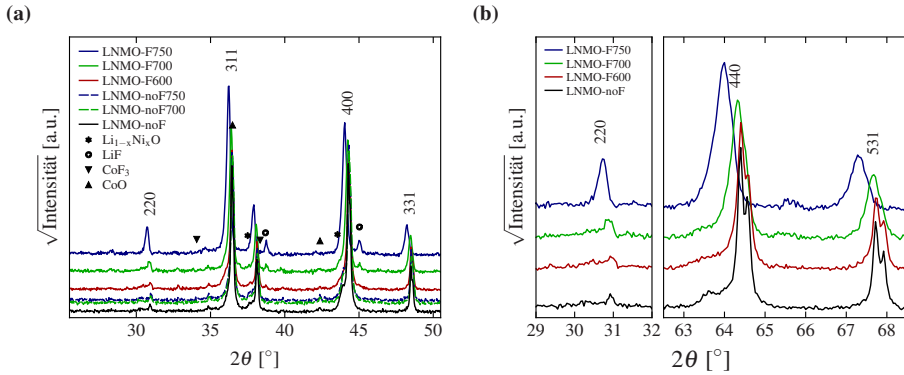 (a)
√Intensität [a.u.]
LNMO-F750
LNMO-F700
LNMO-F600
LNMO-noF750
LNMO-noF700
LNMO-noF
Li₁₋ₓNiₓO
LiF
CoF₃
CoO
220
311
400
331
30 35 40 45 50
2θ [°]
(b)
√Intensität [a.u.]
LNMO-F750
LNMO-F700
LNMO-F600
LNMO-noF
220
440
531
29 30 31 32 63 64 65 66 67 68
2θ [°]